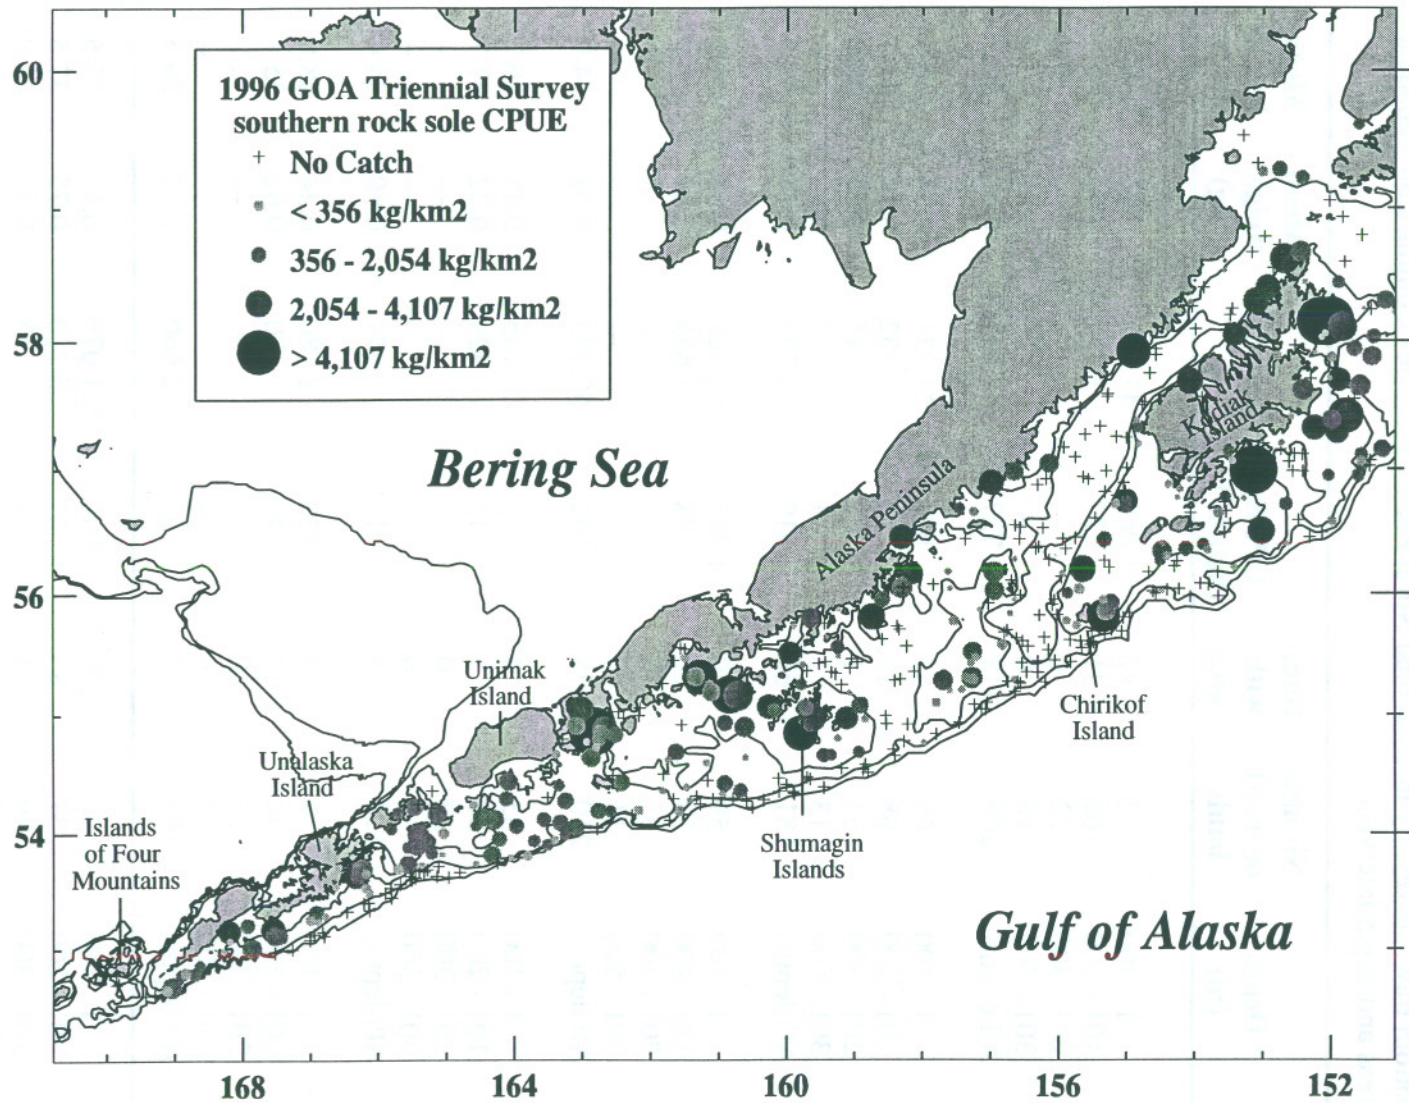 60
58
56
54
1996 GOA Triennial Survey
southern rock sole CPUE
No Catch
< 356 kg/km2
356 - 2,054 kg/km2
2,054 - 4,107 kg/km2
> 4,107 kg/km2
Bering Sea
Alaska Peninsula
Kodiak
Island
Unimak
Island
Unalaska
Island
Islands
of Four
Mountains
Chirikof
Island
Shumagin
Islands
Gulf of Alaska
168
164
160
156
152